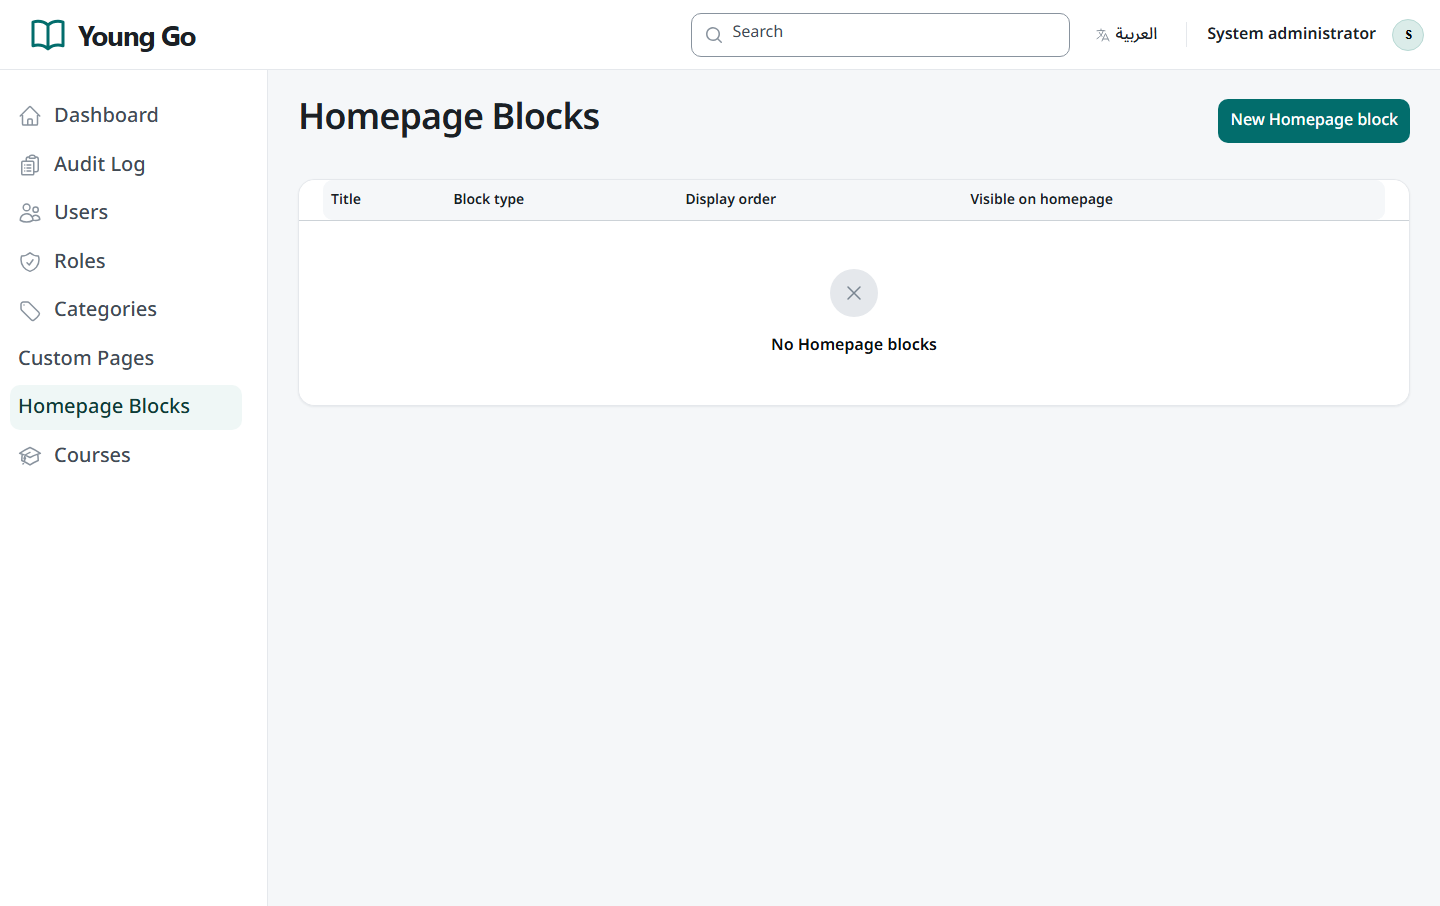 Young Go
Search
العربية
System administrator
S
Dashboard
Audit Log
Users
Roles
Categories
Custom Pages
Homepage Blocks
Courses
Homepage Blocks
New Homepage block
Title
Block type
Display order
Visible on homepage
No Homepage blocks